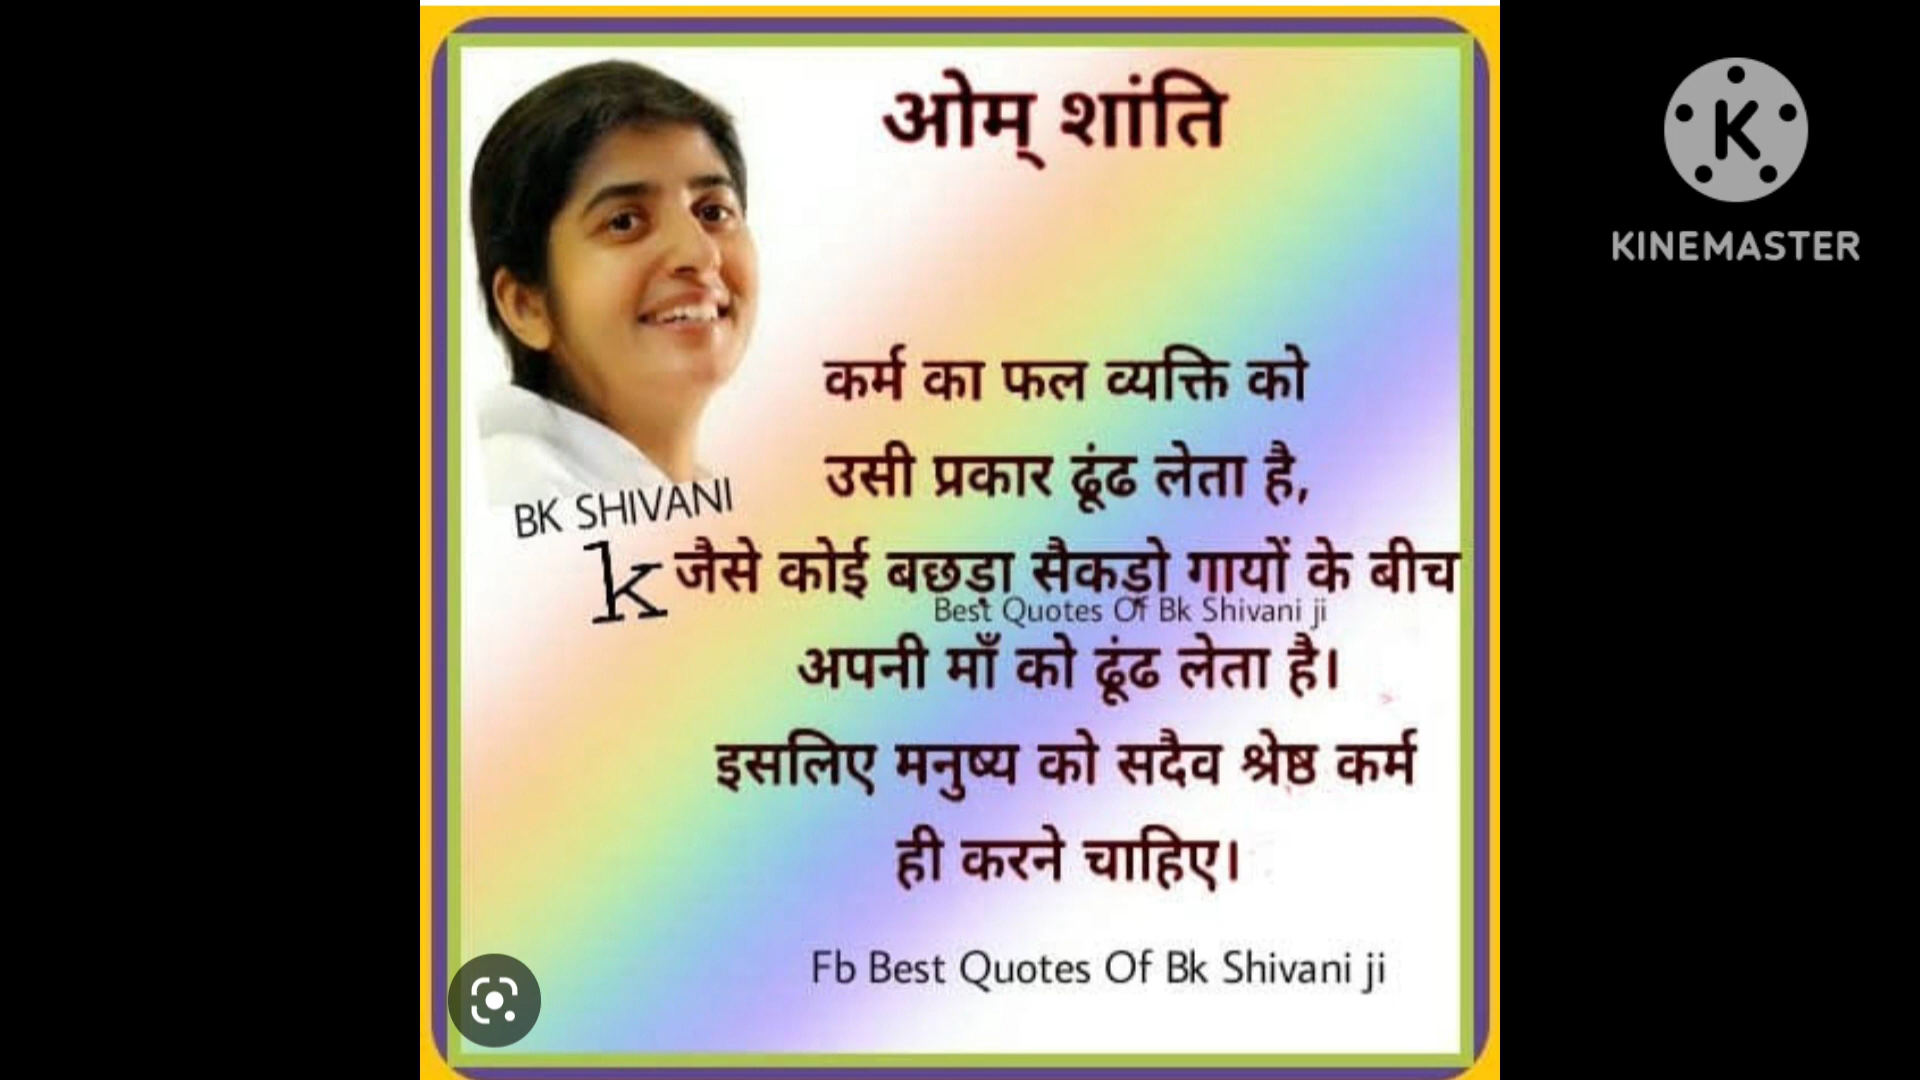 ओम् शांति
KINEMASTER
कर्म का फल व्यक्ति को
उसी प्रकार ढूंढ लेता है,
BK SHIVANI
k
जैसे कोई बछड़ा सैकड़ो गायों के बीच
Best Quotes Of Bk Shivani ji
अपनी माँ को ढूंढ लेता है।
इसलिए मनुष्य को सदैव श्रेष्ठ कर्म
ही करने चाहिए।
Fb Best Quotes Of Bk Shivani ji